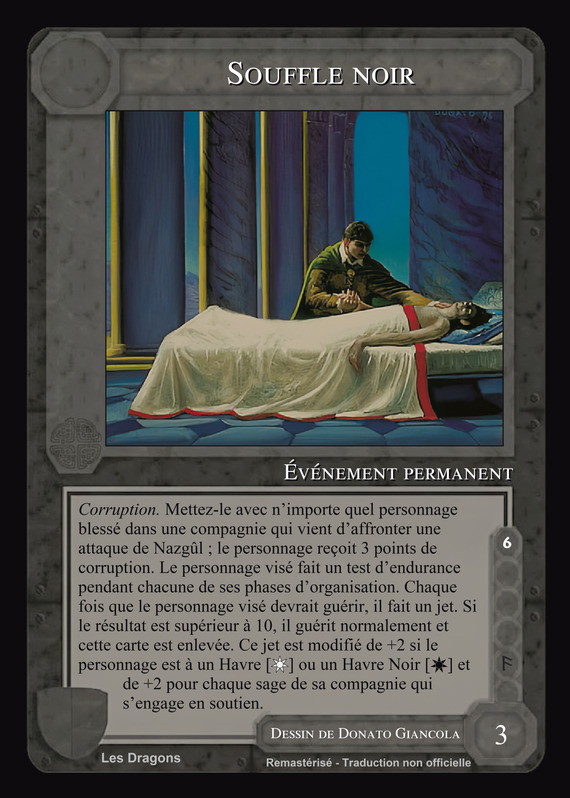 Souffle noir
Événement permanent
Corruption. Mettez-le avec n’importe quel personnage
blessé dans une compagnie qui vient d’affronter une
attaque de Nazgûl ; le personnage reçoit 3 points de
corruption. Le personnage visé fait un test d’endurance
pendant chacune de ses phases d’organisation. Chaque
fois que le personnage visé devrait guérir, il fait un jet. Si
le résultat est supérieur à 10, il guérit normalement et
cette carte est enlevée. Ce jet est modifié de +2 si le
personnage est à un Havre [ ] ou un Havre Noir [ ] et
de +2 pour chaque sage de sa compagnie qui
s’engage en soutien.
6
Dessin de Donato Giancola
3
Les Dragons
Remastérisé - Traduction non officielle